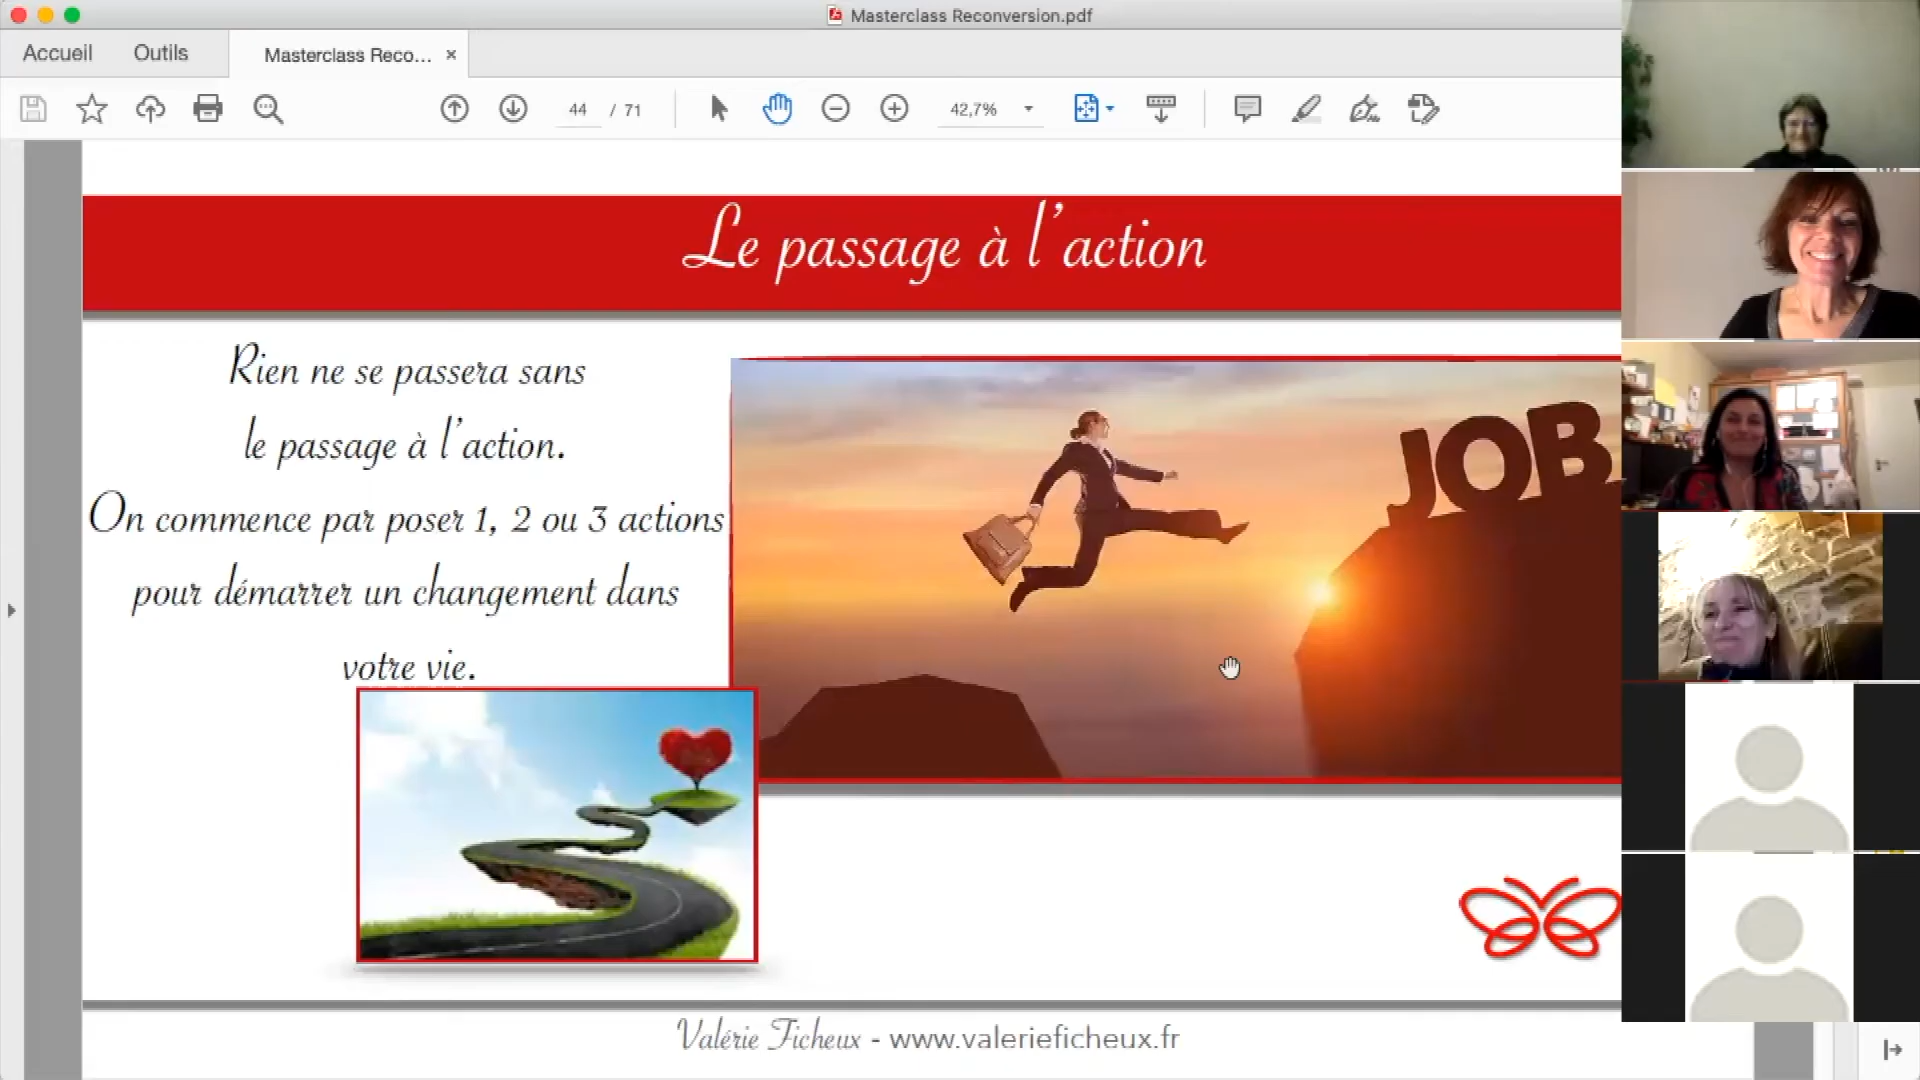 Masterclass Reconversion.pdf
Accueil
Outils
Masterclass Reco...
44 / 71
42,7%
Le passage à l'action
Rien ne se passera sans
le passage à l'action.
On commence par poser 1, 2 ou 3 actions
pour démarrer un changement dans
votre vie.
JOB
Valérie Ficheux - www.valerieficheux.fr